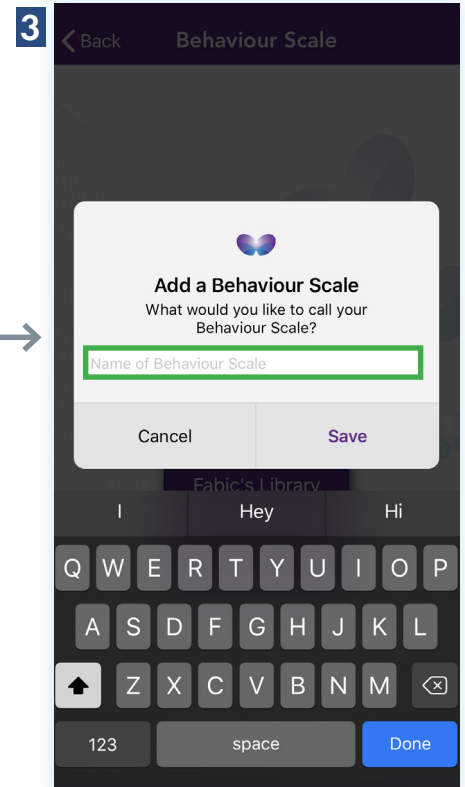 3
Back Behaviour Scale
Add a Behaviour Scale
What would you like to call your
Behaviour Scale?
Name of Behaviour Scale
Cancel Save
Fabic's Library
I Hey Hi
Q W E R T Y U I O P
A S D F G H J K L
Z X C V B N M
123 space Done